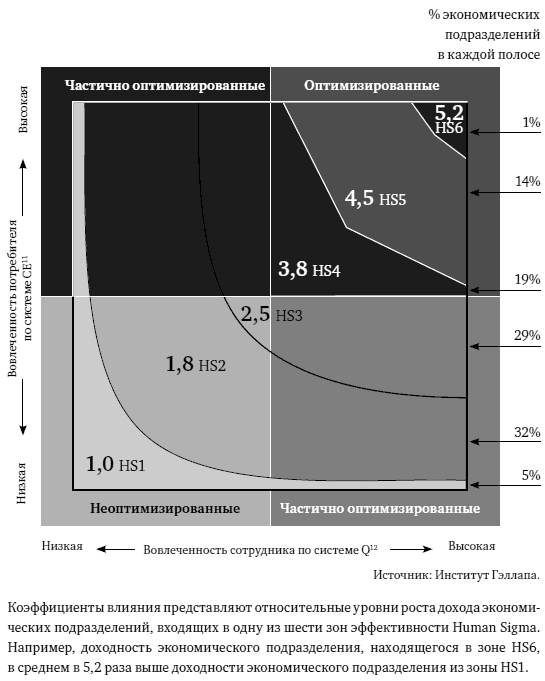 % экономических
подразделений
в каждой полосе
Частично оптимизированные
Оптимизированные
5,2
HS6
1%
4,5 HS5
14%
3,8 HS4
19%
2,5 HS3
29%
1,8 HS2
32%
1,0 HS1
5%
Высокая
Вовлеченность потребителя
по системе CE¹¹
Низкая
Неоптимизированные
Частично оптимизированные
Низкая
Вовлеченность сотрудника по системе Q¹²
Высокая
Источник: Институт Гэллапа.
Коэффициенты влияния представляют относительные уровни роста дохода экономи-
ческих подразделений, входящих в одну из шести зон эффективности Human Sigma.
Например, доходность экономического подразделения, находящегося в зоне HS6,
в среднем в 5,2 раза выше доходности экономического подразделения из зоны HS1.